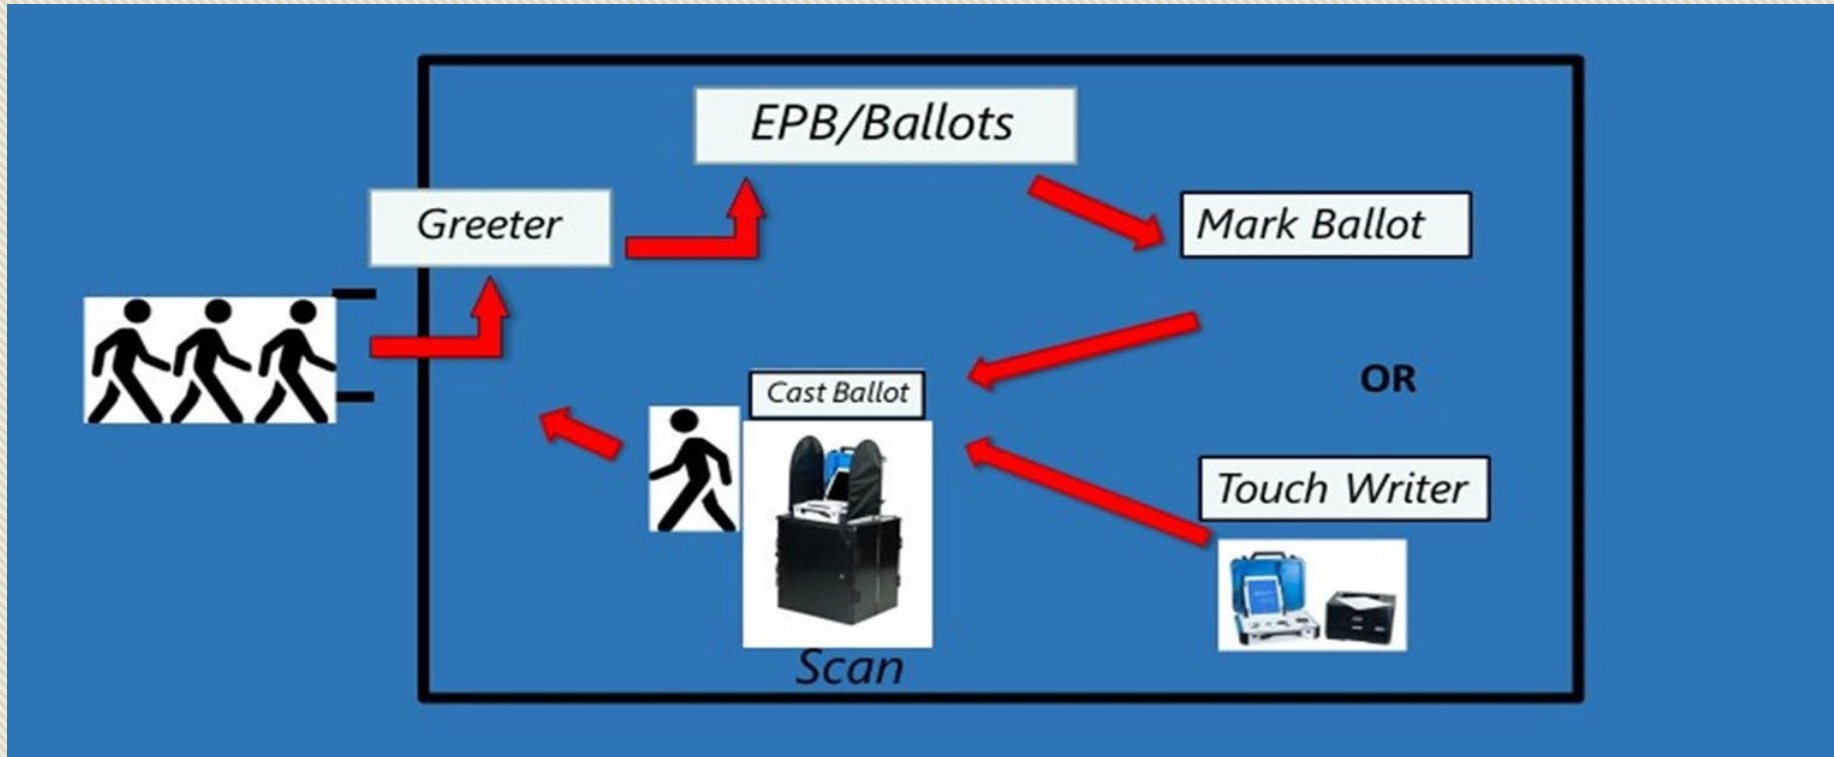 EPB/Ballots
Greeter
Mark Ballot
OR
Cast Ballot
Touch Writer
Scan